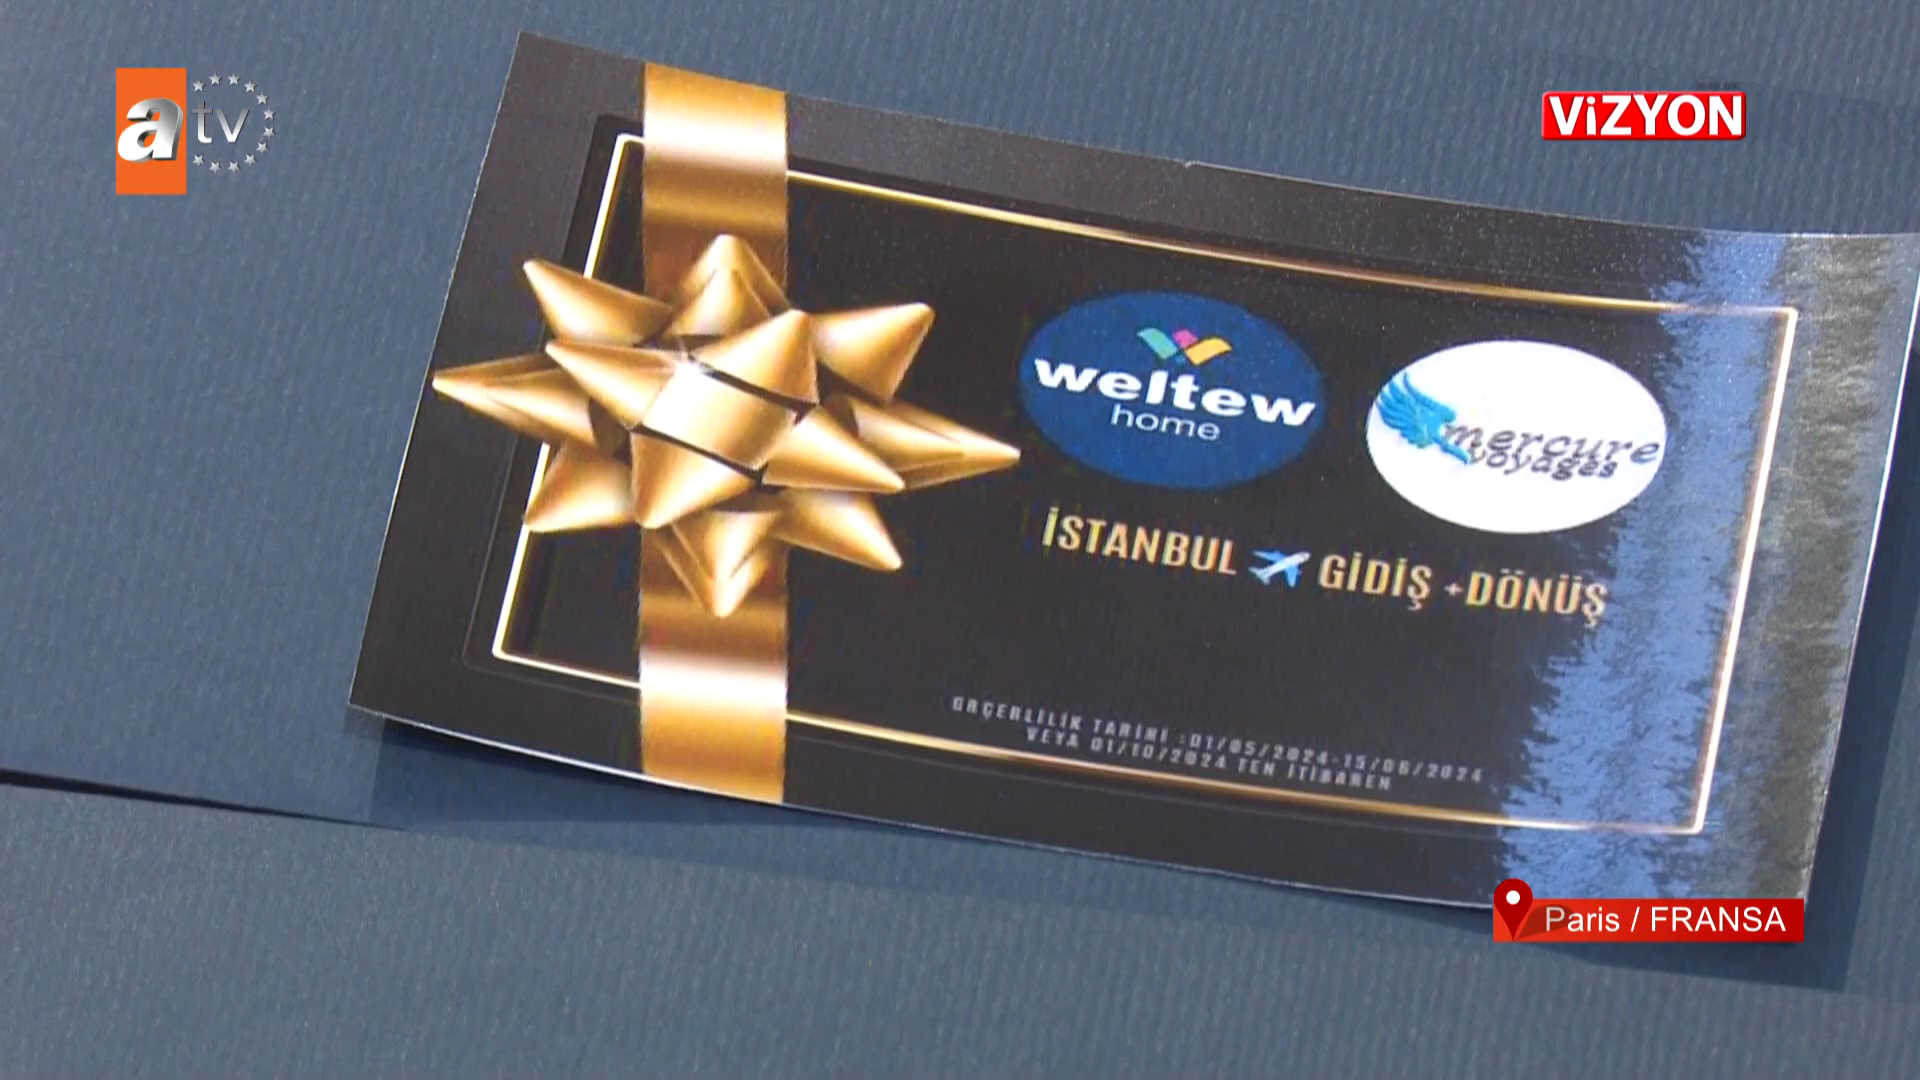 a tv
ViZYON
weltew
home
mercure
voyages
İSTANBUL GİDİŞ +DÖNÜŞ
GEÇERLİLİK TARİHİ :01/05/2024-15/06/2024
VEYA 01/10/2024 TEN İTİBAREN
Paris / FRANSA